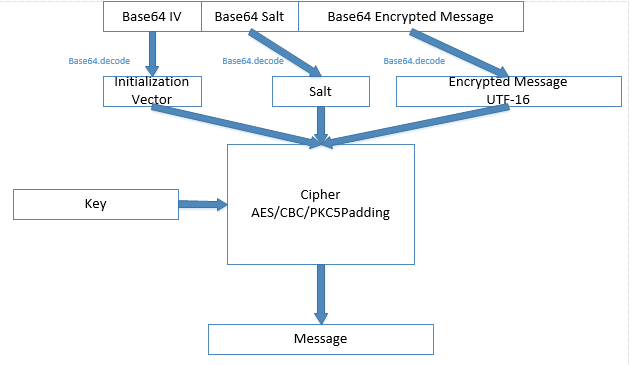 Base64 IV
Base64 Salt
Base64 Encrypted Message
Base64.decode
Base64.decode
Base64.decode
Initialization
Vector
Salt
Encrypted Message
UTF-16
Key
Cipher
AES/CBC/PKC5Padding
Message